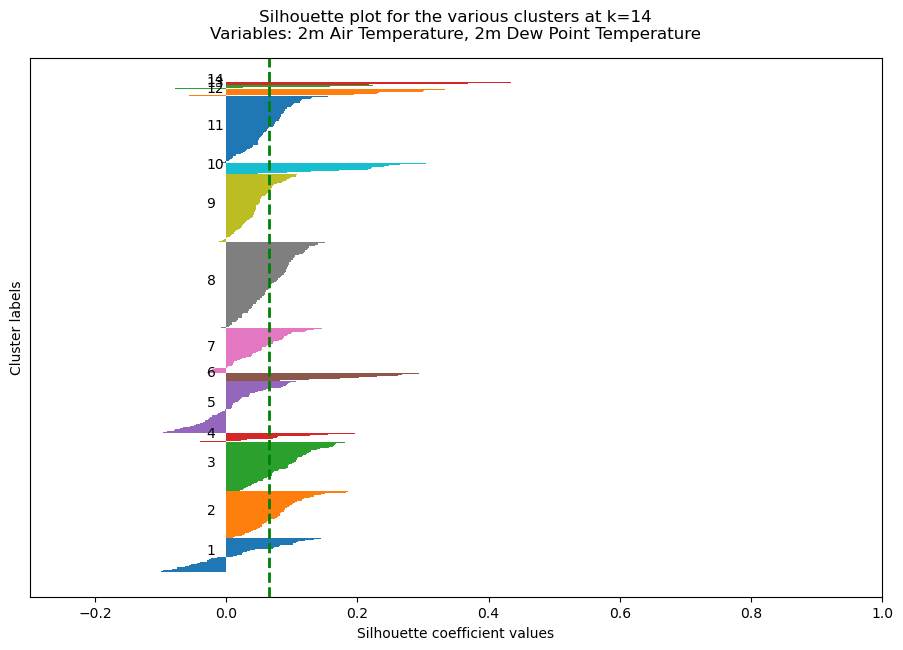 Silhouette plot for the various clusters at k=14
Variables: 2m Air Temperature, 2m Dew Point Temperature
Cluster labels
14
13
12
11
10
9
8
7
6
5
4
3
2
1
−0.2 0.0 0.2 0.4 0.6 0.8 1.0
Silhouette coefficient values